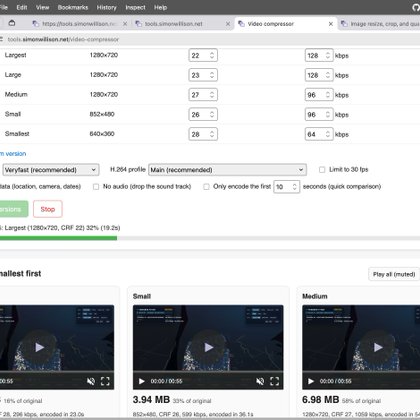 File Edit View Bookmarks History Inspect Help
https://tools.simonwillison.net tools.simonwillison.net video compressor Image resize, crop, and qua
tools.simonwillison.net/video-compressor
Largest 1280×720 22 128 kbps
Large 1280×720 23 128 kbps
Medium 1280×720 27 96 kbps
Small 852×480 26 96 kbps
Smallest 640×360 28 64 kbps
m version
Veryfast (recommended) H.264 profile Main (recommended) Limit to 30 fps
data (location, camera, dates) No audio (drop the sound track) Only encode the first 10 seconds (quick comparison)
ersions Stop
: Largest (1280×720, CRF 22) 32% (19.2s)
mallest first Play all (muted)
Small Medium
00:55 00:00 / 00:55 00:00 / 00:55
16% of original 3.94 MB 33% of original 6.98 MB 58% of original
CRF 28, 296 kbps, encoded in 23.0s 852×480, CRF 26, 599 kbps, encoded in 36.1s 1280×720, CRF 27, 1059 kbps,